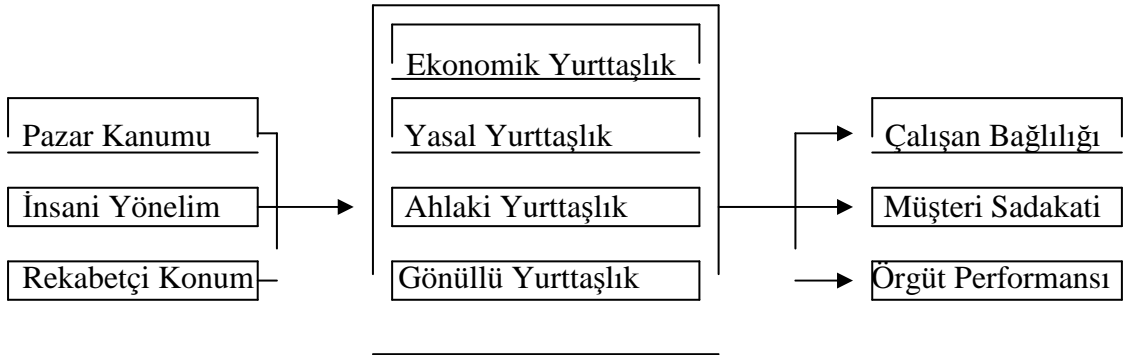 Ekonomik Yurttaşlık
Pazar Kanumu
Yasal Yurttaşlık
Çalışan Bağlılığı
İnsani Yönelim
Ahlaki Yurttaşlık
Müşteri Sadakati
Rekabetçi Konum
Gönüllü Yurttaşlık
Örgüt Performansı